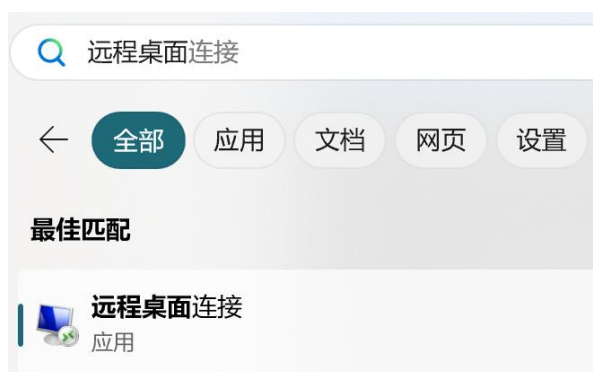 远程桌面连接
全部 应用 文档 网页 设置
最佳匹配
远程桌面连接
应用